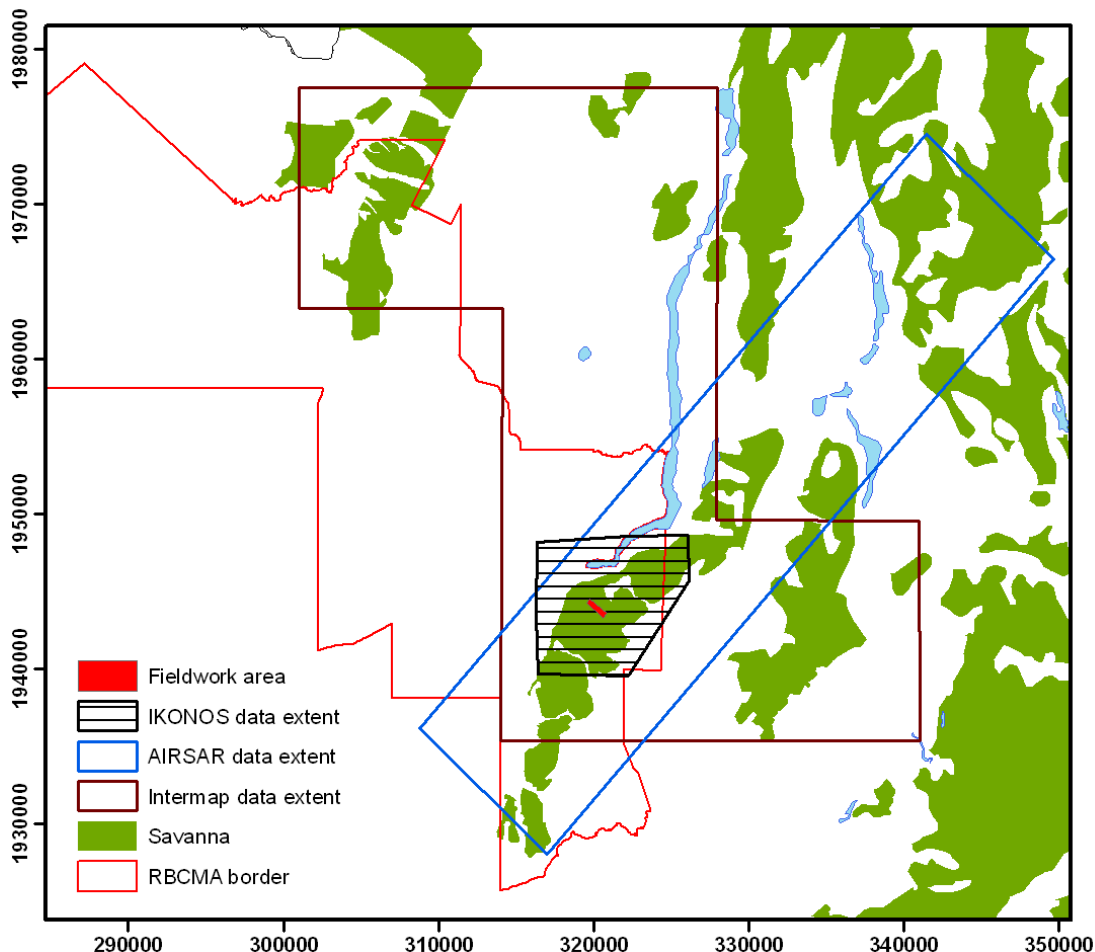 1980000
1970000
1960000
1950000
1940000
1930000
Fieldwork area
IKONOS data extent
AIRSAR data extent
Intermap data extent
Savanna
RBCMA border
290000 300000 310000 320000 330000 340000 350000